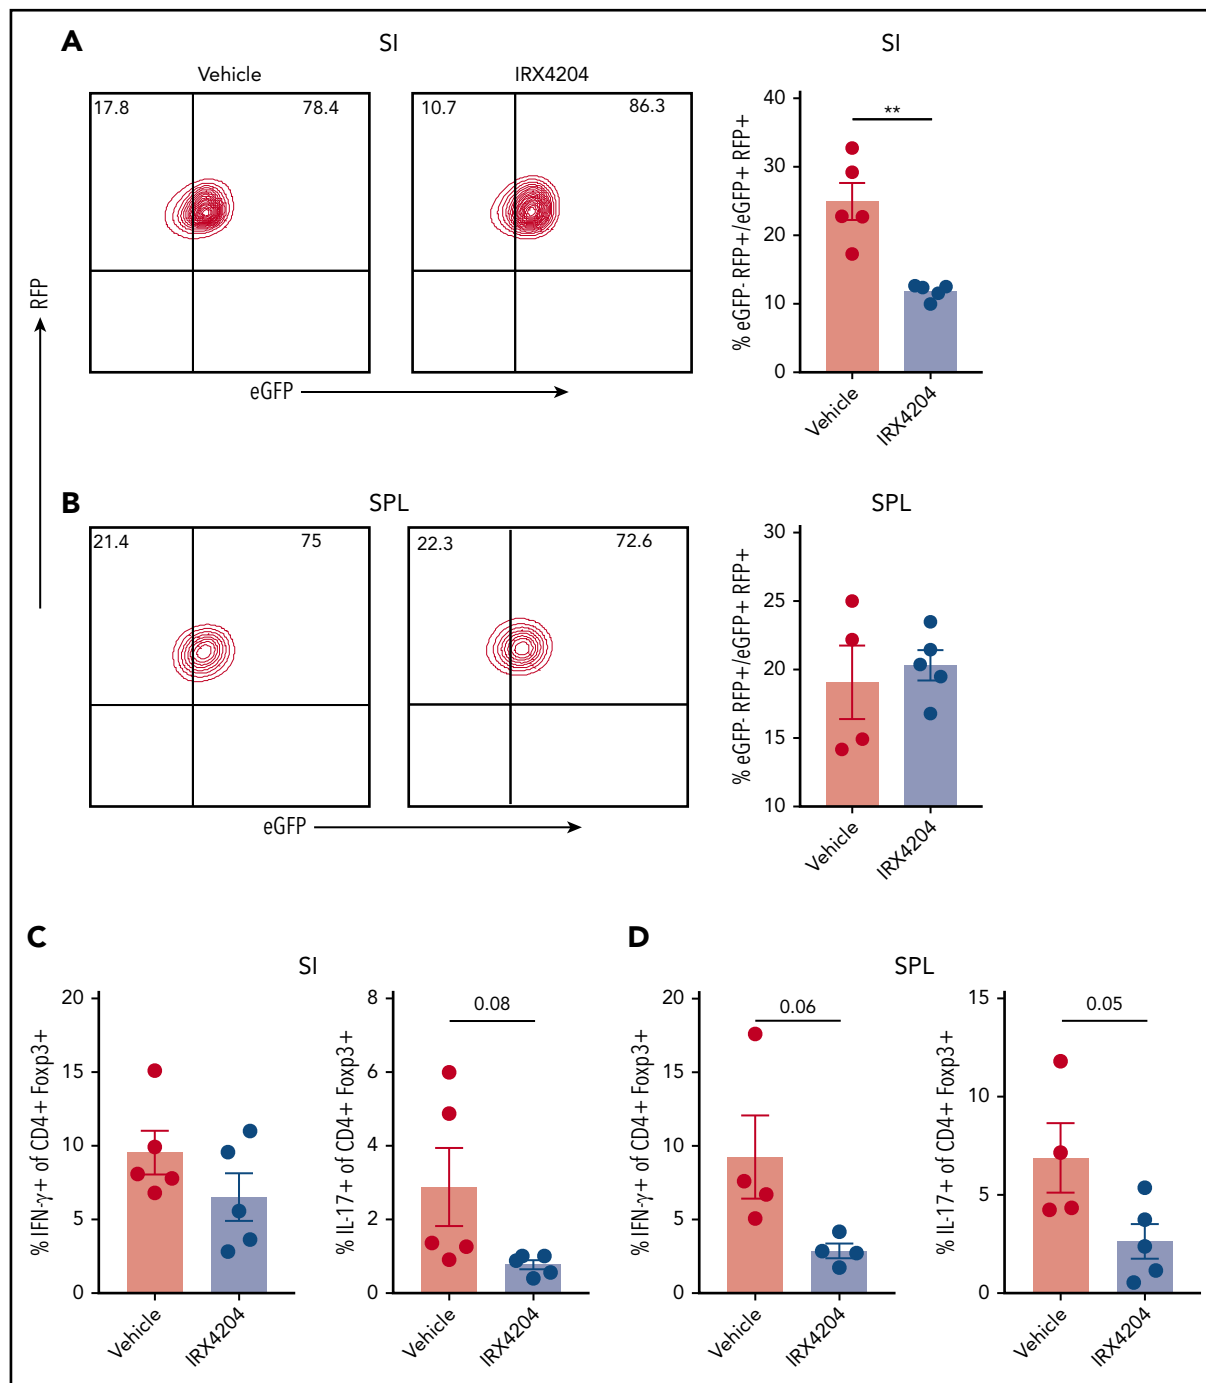 A
SI
SI
Vehicle
IRX4204
17.8
78.4
10.7
86.3
RFP
eGFP
% eGFP- RFP+/eGFP+ RFP+
40
30
20
10
0
**
Vehicle
IRX4204
B
SPL
SPL
21.4
75
22.3
72.6
eGFP
% eGFP- RFP+/eGFP+ RFP+
30
25
20
15
10
Vehicle
IRX4204
C
SI
% IFN-γ+ of CD4+ Foxp3+
20
15
10
5
0
Vehicle
IRX4204
% IL-17+ of CD4+ Foxp3+
8
6
4
2
0
0.08
Vehicle
IRX4204
D
SPL
% IFN-γ+ of CD4+ Foxp3+
20
15
10
5
0
0.06
Vehicle
IRX4204
% IL-17+ of CD4+ Foxp3+
15
10
5
0
0.05
Vehicle
IRX4204